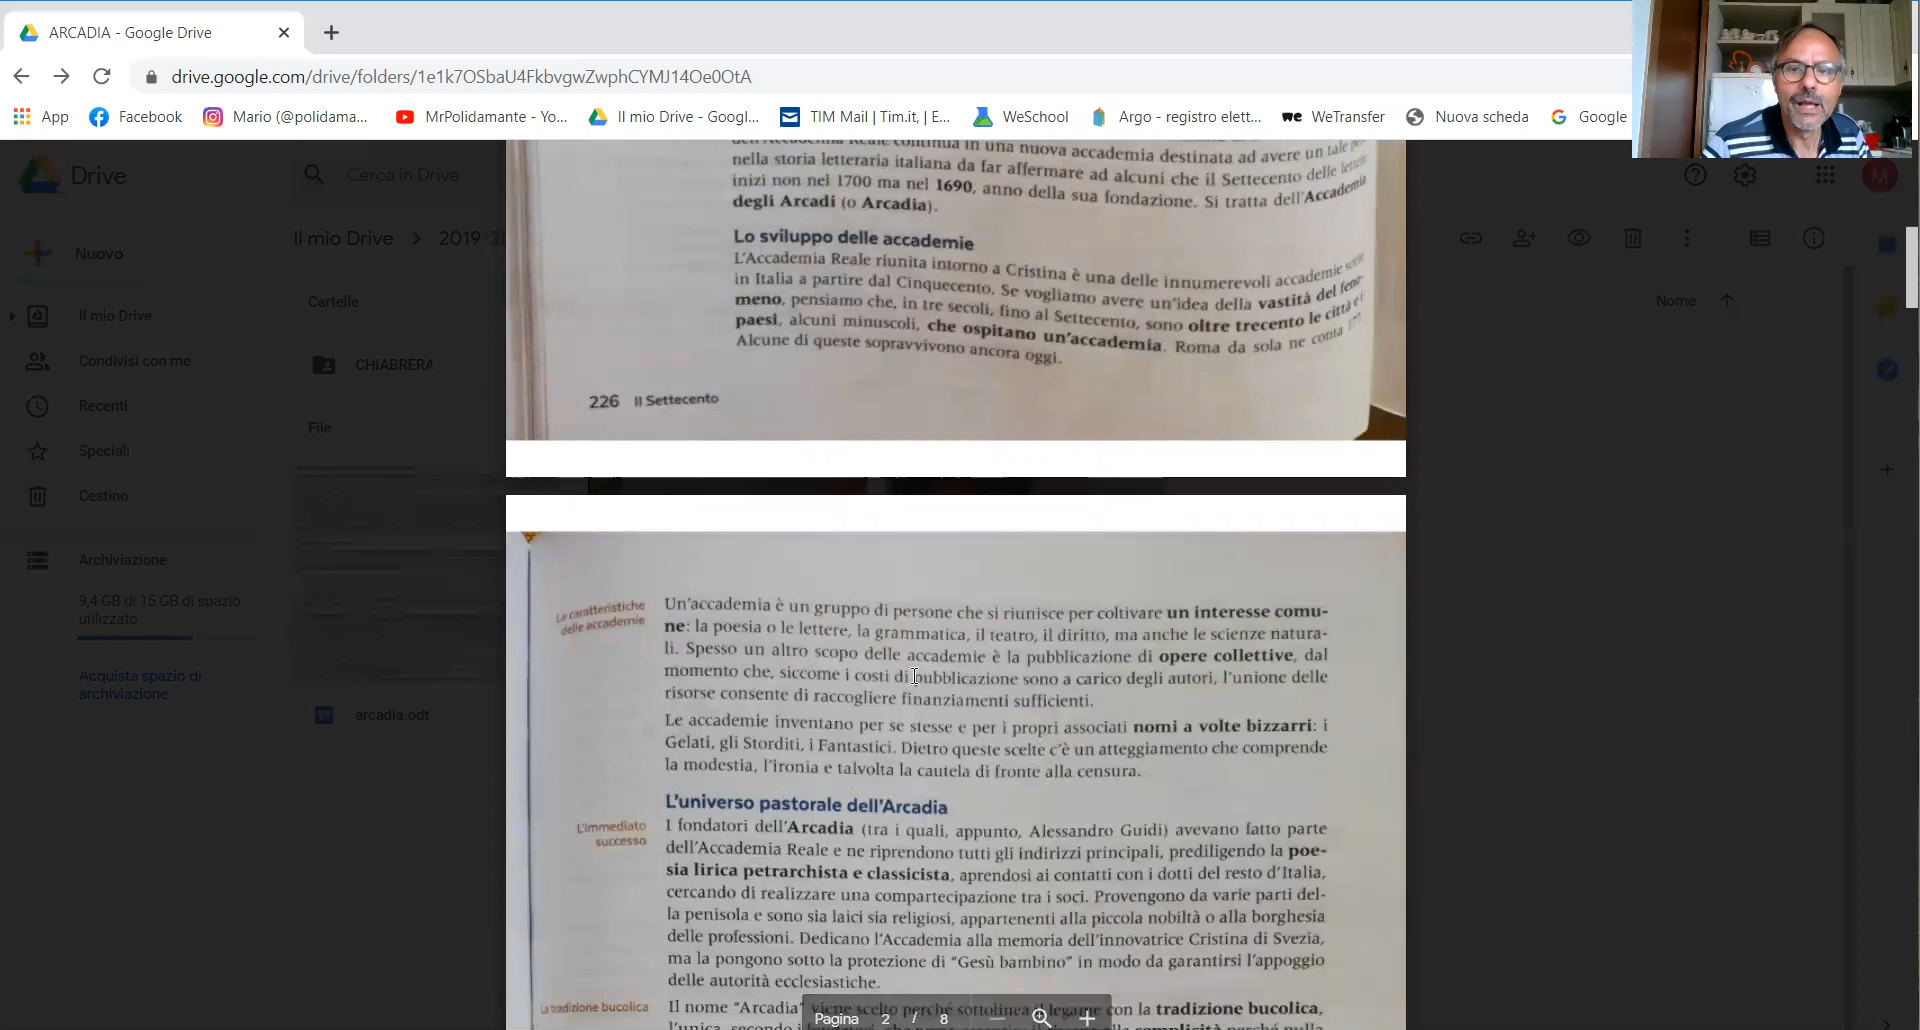 ARCADIA - Google Drive
drive.google.com/drive/folders/1e1k7OSbaU4FkbvgwZwphCYMJ14Oe0OtA
App Facebook Mario (@polidama... MrPolidamante - Yo... Il mio Drive - Googl... TIM Mail | Tim.it, | E... WeSchool Argo - registro elett... WeTransfer Nuova scheda Google
Drive
Cerca in Drive
Il mio Drive > 2019-20
Nuovo
Cartelle
Nome
Il mio Drive
Condivisi con me
CHIABRERA
Recenti
File
Speciali
Cestino
Archiviazione
9,4 GB di 15 GB di spazio
utilizzato
Acquista spazio di
archiviazione
arcadia.odt
M
dell'Accademia Reale continua in una nuova accademia destinata ad avere un tale
nella storia letteraria italiana da far affermare ad alcuni che il Settecento delle lettere
inizi non nel 1700 ma nel 1690, anno della sua fondazione. Si tratta dell'Accademia
degli Arcadi (o Arcadia).
Lo sviluppo delle accademie
L'Accademia Reale riunita intorno a Cristina è una delle innumerevoli accademie sorte
in Italia a partire dal Cinquecento. Se vogliamo avere un'idea della vastità del feno-
meno, pensiamo che, in tre secoli, fino al Settecento, sono oltre trecento le città e i
paesi, alcuni minuscoli, che ospitano un'accademia. Roma da sola ne conta
Alcune di queste sopravvivono ancora oggi.
226 Il Settecento
Le caratteristiche
delle accademie
Un'accademia è un gruppo di persone che si riunisce per coltivare un interesse comu-
ne: la poesia o le lettere, la grammatica, il teatro, il diritto, ma anche le scienze natura-
li. Spesso un altro scopo delle accademie è la pubblicazione di opere collettive, dal
momento che, siccome i costi di pubblicazione sono a carico degli autori, l'unione delle
risorse consente di raccogliere finanziamenti sufficienti.
Le accademie inventano per se stesse e per i propri associati nomi a volte bizzarri: i
Gelati, gli Storditi, i Fantastici. Dietro queste scelte c'è un atteggiamento che comprende
la modestia, l'ironia e talvolta la cautela di fronte alla censura.
L'universo pastorale dell'Arcadia
L'immediato
successo
I fondatori dell'Arcadia (tra i quali, appunto, Alessandro Guidi) avevano fatto parte
dell'Accademia Reale e ne riprendono tutti gli indirizzi principali, prediligendo la poe-
sia lirica petrarchista e classicista, aprendosi ai contatti con i dotti del resto d'Italia,
cercando di realizzare una compartecipazione tra i soci. Provengono da varie parti del-
la penisola e sono sia laici sia religiosi, appartenenti alla piccola nobiltà o alla borghesia
delle professioni. Dedicano l'Accademia alla memoria dell'innovatrice Cristina di Svezia,
ma la pongono sotto la protezione di "Gesù bambino" in modo da garantirsi l'appoggio
delle autorità ecclesiastiche.
La tradizione bucolica
Il nome "Arcadia" viene scelto perché sottolinea il legame con la tradizione bucolica,
l'unica, secondo i
Pagina 2 / 8